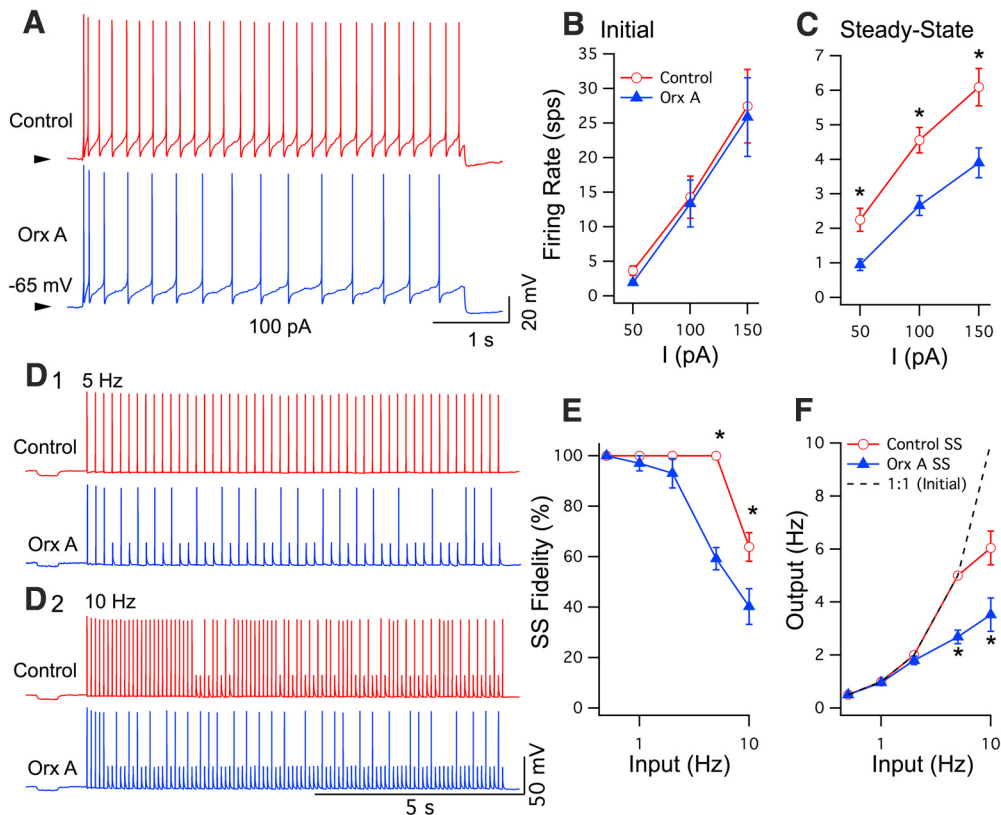 A
Control
Orx A
-65 mV
100 pA
1 s
20 mV
B Initial
Control
Orx A
Firing Rate (sps)
35
30
25
20
15
10
5
0
50 100 150
I (pA)
C Steady-State
7
6
5
4
3
2
1
0
* * *
50 100 150
I (pA)
D1 5 Hz
Control
Orx A
D2 10 Hz
Control
Orx A
5 s
50 mV
E
SS Fidelity (%)
100
80
60
40
20
0
* *
1 10
Input (Hz)
F
Control SS
Orx A SS
1:1 (Initial)
Output (Hz)
10
8
6
4
2
0
* *
1 10
Input (Hz)